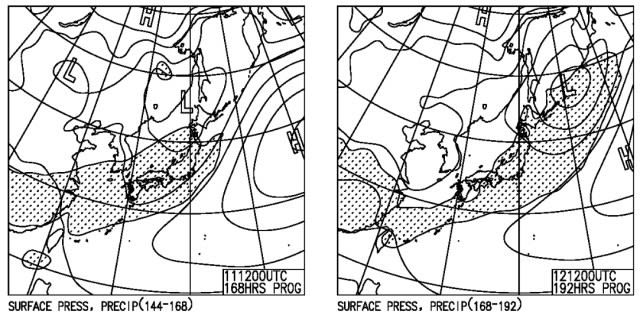 H
L
L
H
111200UTC
168HRS PROG
SURFACE PRESS, PRECIP(144-168)
H
L
H
121200UTC
192HRS PROG
SURFACE PRESS, PRECIP(168-192)